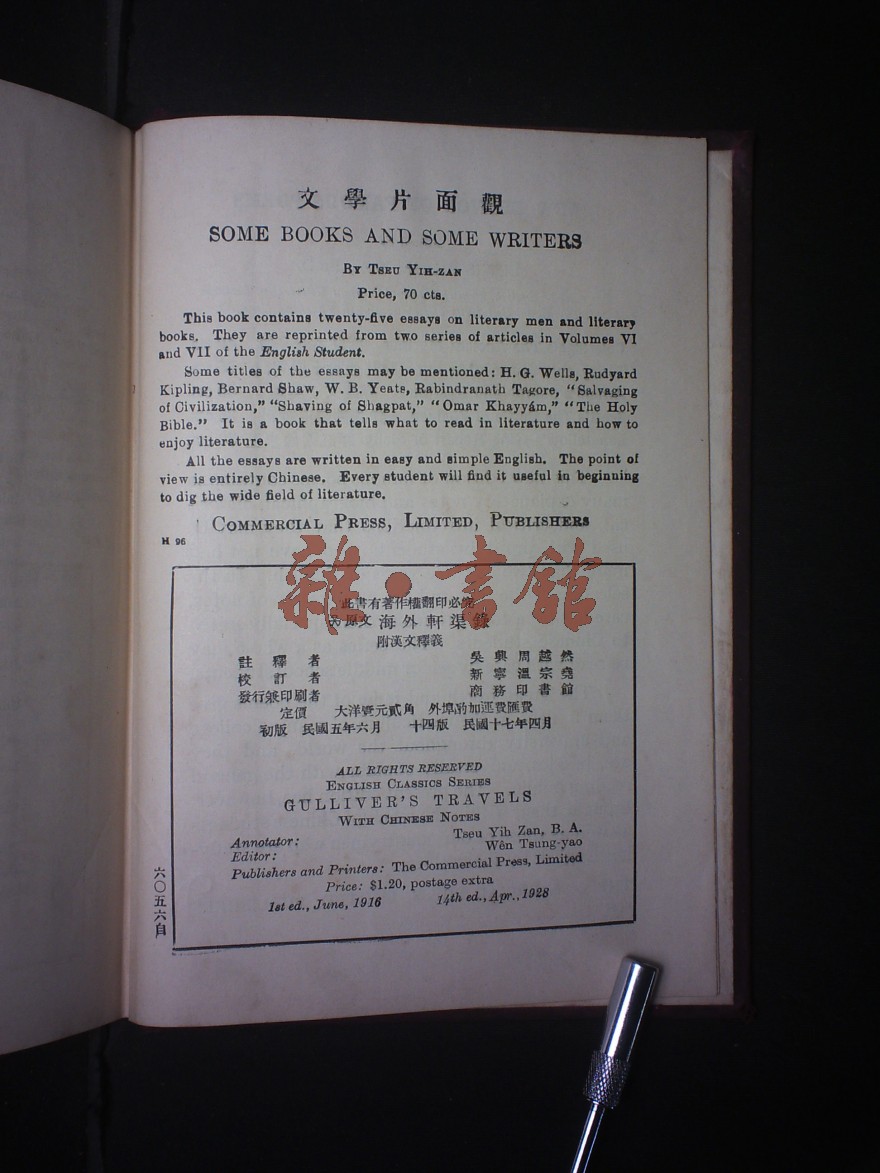 文學片面觀
SOME BOOKS AND SOME WRITERS
BY TSEU YIH-ZAN
Price, 70 cts.
This book contains twenty-five essays on literary men and literary
books. They are reprinted from two series of articles in Volumes VI
and VII of the English Student.
Some titles of the essays may be mentioned: H. G. Wells, Rudyard
Kipling, Bernard Shaw, W. B. Yeats, Rabindranath Tagore, "Salvaging
of Civilization," "Shaving of Shagpat," "Omar Khayyám," "The Holy
Bible." It is a book that tells what to read in literature and how to
enjoy literature.
All the essays are written in easy and simple English. The point of
view is entirely Chinese. Every student will find it useful in beginning
to dig the wide field of literature.
COMMERCIAL PRESS, LIMITED, PUBLISHERS
H 96
雜·書館
此書有著作權翻印必究
原文 海外軒渠錄
附漢文釋義
註釋者 吳興周越然
校訂者 新寧溫宗堯
發行兼印刷者 商務印書館
定價 大洋壹元貳角 外埠酌加運費匯費
初版 民國五年六月 十四版 民國十七年四月
ALL RIGHTS RESERVED
ENGLISH CLASSICS SERIES
GULLIVER'S TRAVELS
WITH CHINESE NOTES
Annotator: Tseu Yih Zan, B. A.
Editor: Wên Tsung-yao
Publishers and Printers: The Commercial Press, Limited
Price: $1.20, postage extra
1st ed., June, 1916 14th ed., Apr., 1928
六〇五六自